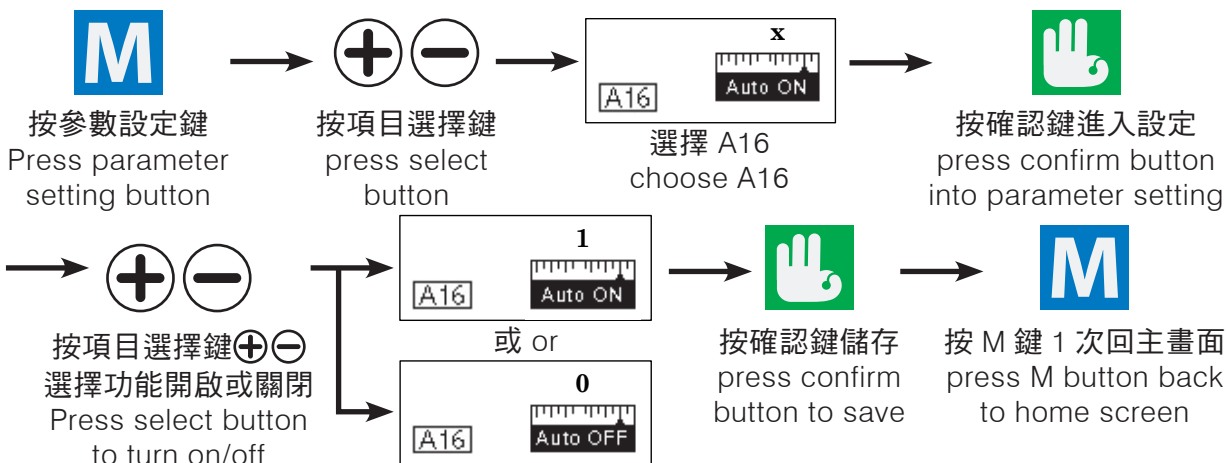 M
按參數設定鍵
Press parameter
setting button
按項目選擇鍵
press select
button
x
A16
Auto ON
選擇 A16
choose A16
按確認鍵進入設定
press confirm button
into parameter setting
按項目選擇鍵⊕⊖
選擇功能開啟或關閉
Press select button
to turn on/off
1
A16
Auto ON
或 or
0
A16
Auto OFF
按確認鍵儲存
press confirm
button to save
M
按 M 鍵 1 次回主畫面
press M button back
to home screen